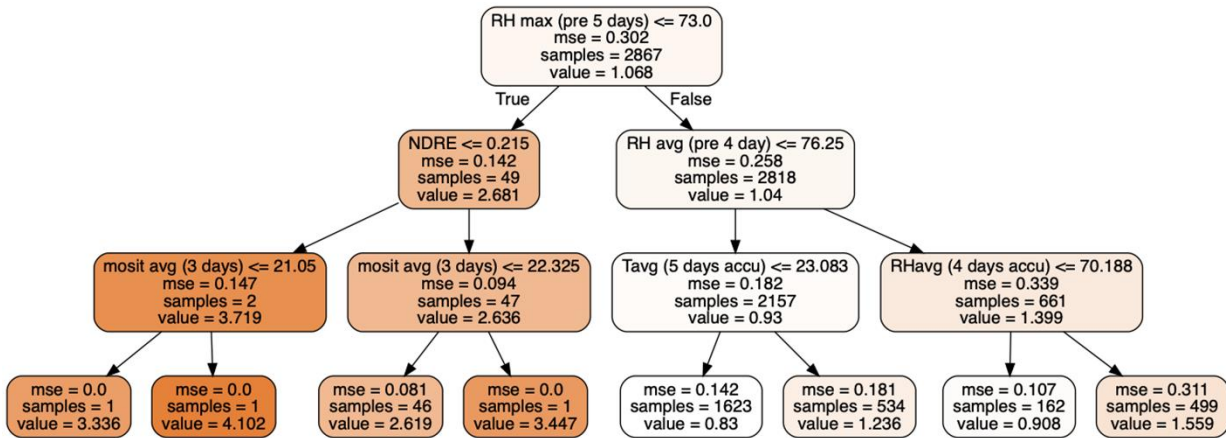 RH max (pre 5 days) <= 73.0
mse = 0.302
samples = 2867
value = 1.068
True
False
NDRE <= 0.215
mse = 0.142
samples = 49
value = 2.681
RH avg (pre 4 day) <= 76.25
mse = 0.258
samples = 2818
value = 1.04
mosit avg (3 days) <= 21.05
mse = 0.147
samples = 2
value = 3.719
mosit avg (3 days) <= 22.325
mse = 0.094
samples = 47
value = 2.636
Tavg (5 days accu) <= 23.083
mse = 0.182
samples = 2157
value = 0.93
RHavg (4 days accu) <= 70.188
mse = 0.339
samples = 661
value = 1.399
mse = 0.0
samples = 1
value = 3.336
mse = 0.0
samples = 1
value = 4.102
mse = 0.081
samples = 46
value = 2.619
mse = 0.0
samples = 1
value = 3.447
mse = 0.142
samples = 1623
value = 0.83
mse = 0.181
samples = 534
value = 1.236
mse = 0.107
samples = 162
value = 0.908
mse = 0.311
samples = 499
value = 1.559